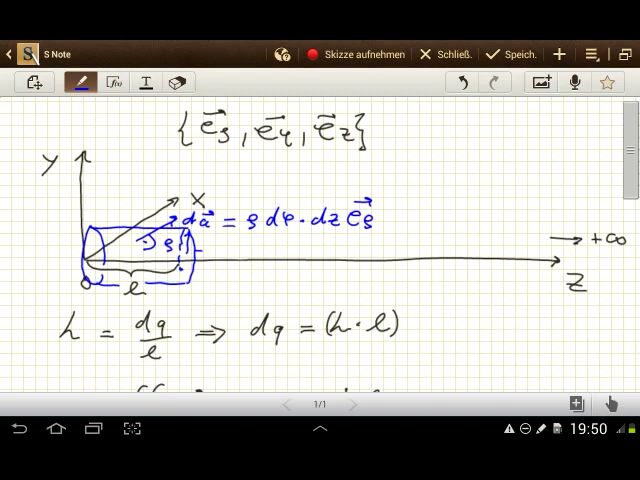 S Note
Skizze aufnehmen
Schließ.
Speich.
f(x)
T
{e⃗ρ , e⃗φ , e⃗z}
y
x
da⃗ = ρ dφ · dz e⃗ρ
ρ
→ +∞
0
l
z
h = dq/l ⇒ dq = (h · l)
1/1
19:50